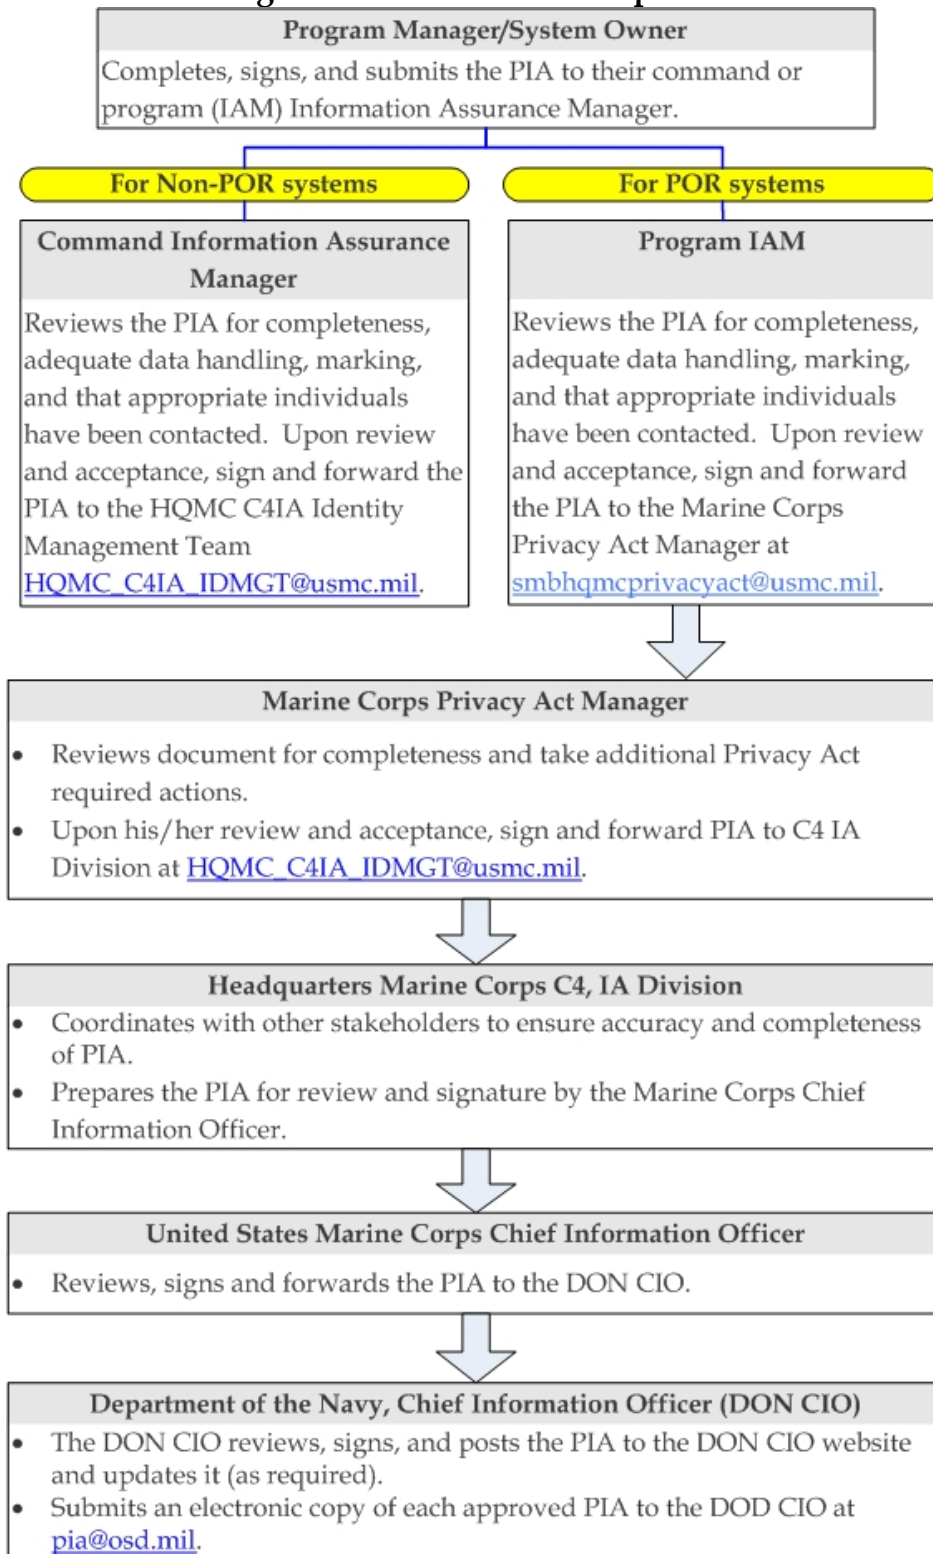 Program Manager/System Owner
Completes, signs, and submits the PIA to their command or
program (IAM) Information Assurance Manager.
For Non-POR systems
For POR systems
Command Information Assurance
Manager
Reviews the PIA for completeness,
adequate data handling, marking,
and that appropriate individuals
have been contacted.  Upon review
and acceptance, sign and forward the
PIA to the HQMC C4IA Identity
Management Team
HQMC_C4IA_IDMGT@usmc.mil.
Program IAM
Reviews the PIA for completeness,
adequate data handling, marking,
and that appropriate individuals
have been contacted.  Upon review
and acceptance, sign and forward
the PIA to the Marine Corps
Privacy Act Manager at
smbhqmcprivacyact@usmc.mil.
Marine Corps Privacy Act Manager
• Reviews document for completeness and take additional Privacy Act
required actions.
• Upon his/her review and acceptance, sign and forward PIA to C4 IA
Division at HQMC_C4IA_IDMGT@usmc.mil.
Headquarters Marine Corps C4, IA Division
• Coordinates with other stakeholders to ensure accuracy and completeness
of PIA.
• Prepares the PIA for review and signature by the Marine Corps Chief
Information Officer.
United States Marine Corps Chief Information Officer
• Reviews, signs and forwards the PIA to the DON CIO.
Department of the Navy, Chief Information Officer (DON CIO)
• The DON CIO reviews, signs, and posts the PIA to the DON CIO website
and updates it (as required).
• Submits an electronic copy of each approved PIA to the DOD CIO at
pia@osd.mil.